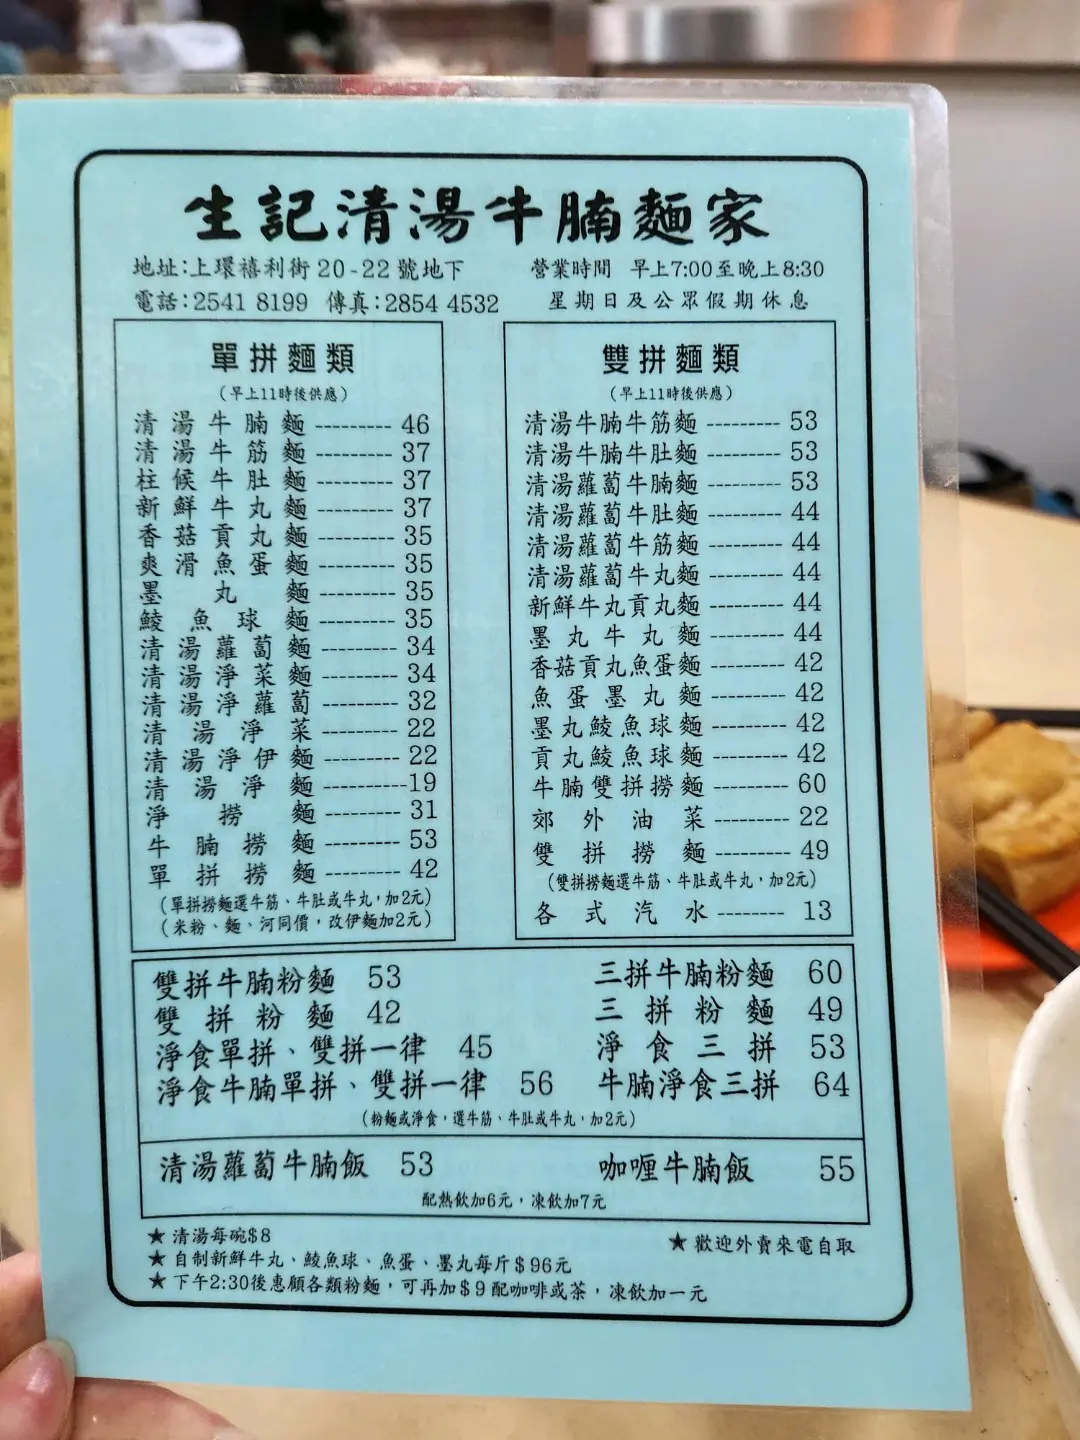 生記清湯牛腩麵家
地址:上環禧利街20-22號地下
營業時間 早上7:00至晚上8:30
電話:2541 8199 傳真:2854 4532
星期日及公眾假期休息
單拼麵類
(早上11時後供應)
清湯牛腩麵 --------- 46
清湯牛筋麵 --------- 37
柱候牛肚麵 --------- 37
新鮮牛丸麵 --------- 37
香菇貢丸麵 --------- 35
爽滑魚蛋麵 --------- 35
墨丸麵 --------- 35
鯪魚球麵 --------- 35
清湯蘿蔔麵 --------- 34
清湯淨菜麵 --------- 34
清湯淨蘿蔔 --------- 32
清湯淨菜 --------- 22
清湯淨伊麵 --------- 22
清湯淨麵 ----------19
淨撈麵 --------- 31
牛腩撈麵 --------- 53
單拼撈麵 --------- 42
(單拼撈麵選牛筋、牛肚或牛丸,加2元)
(米粉、麵、河同價,改伊麵加2元)
雙拼麵類
(早上11時後供應)
清湯牛腩牛筋麵 --------- 53
清湯牛腩牛肚麵 --------- 53
清湯蘿蔔牛腩麵 --------- 53
清湯蘿蔔牛肚麵 --------- 44
清湯蘿蔔牛筋麵 --------- 44
清湯蘿蔔牛丸麵 --------- 44
新鮮牛丸貢丸麵 --------- 44
墨丸牛丸麵 --------- 44
香菇貢丸魚蛋麵 --------- 42
魚蛋墨丸麵 --------- 42
墨丸鯪魚球麵 --------- 42
貢丸鯪魚球麵 --------- 42
牛腩雙拼撈麵 --------- 60
郊外油菜 --------- 22
雙拼撈麵 --------- 49
(雙拼撈麵選牛筋、牛肚或牛丸,加2元)
各式汽水 -------- 13
雙拼牛腩粉麵 53
三拼牛腩粉麵 60
雙拼粉麵 42
三拼粉麵 49
淨食單拼、雙拼一律 45
淨食三拼 53
淨食牛腩單拼、雙拼一律 56
牛腩淨食三拼 64
(粉麵或淨食,選牛筋、牛肚或牛丸,加2元)
清湯蘿蔔牛腩飯 53
咖喱牛腩飯 55
配熱飲加6元,凍飲加7元
★ 清湯每碗$8
★ 歡迎外賣來電自取
★ 自制新鮮牛丸、鯪魚球、魚蛋、墨丸每斤$96元
★ 下午2:30後惠顧各類粉麵,可再加$9配咖啡或茶,凍飲加一元